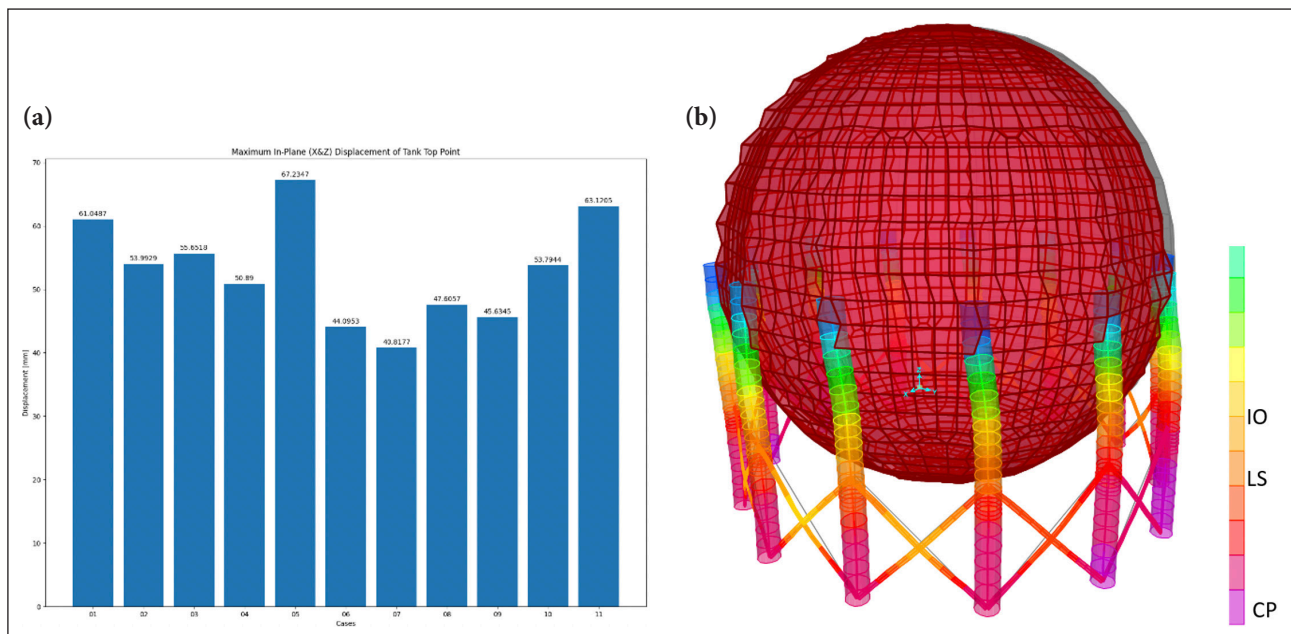 (a)
Maximum In-Plane (X&Z) Displacement of Tank Top Point
Displacement [mm]
70
60
50
40
30
20
10
0
61.0487
53.9929
55.6518
50.89
67.2347
44.0953
40.8177
47.6057
45.6345
53.7944
63.1205
01 02 03 04 05 06 07 08 09 10 11
Cases
(b)
Z
X
Y
IO
LS
CP